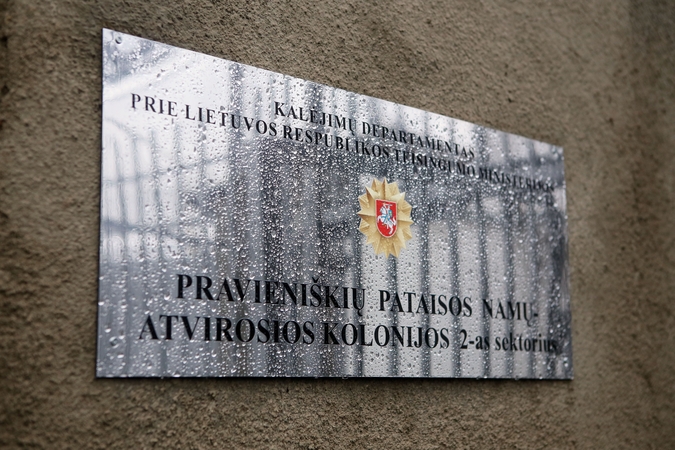 KALĖJIMŲ DEPARTAMENTAS
PRIE LIETUVOS RESPUBLIKOS TEISINGUMO MINISTERIJOS
PRAVIENIŠKIŲ PATAISOS NAMŲ-
ATVIROSIOS KOLONIJOS 2-as sektorius